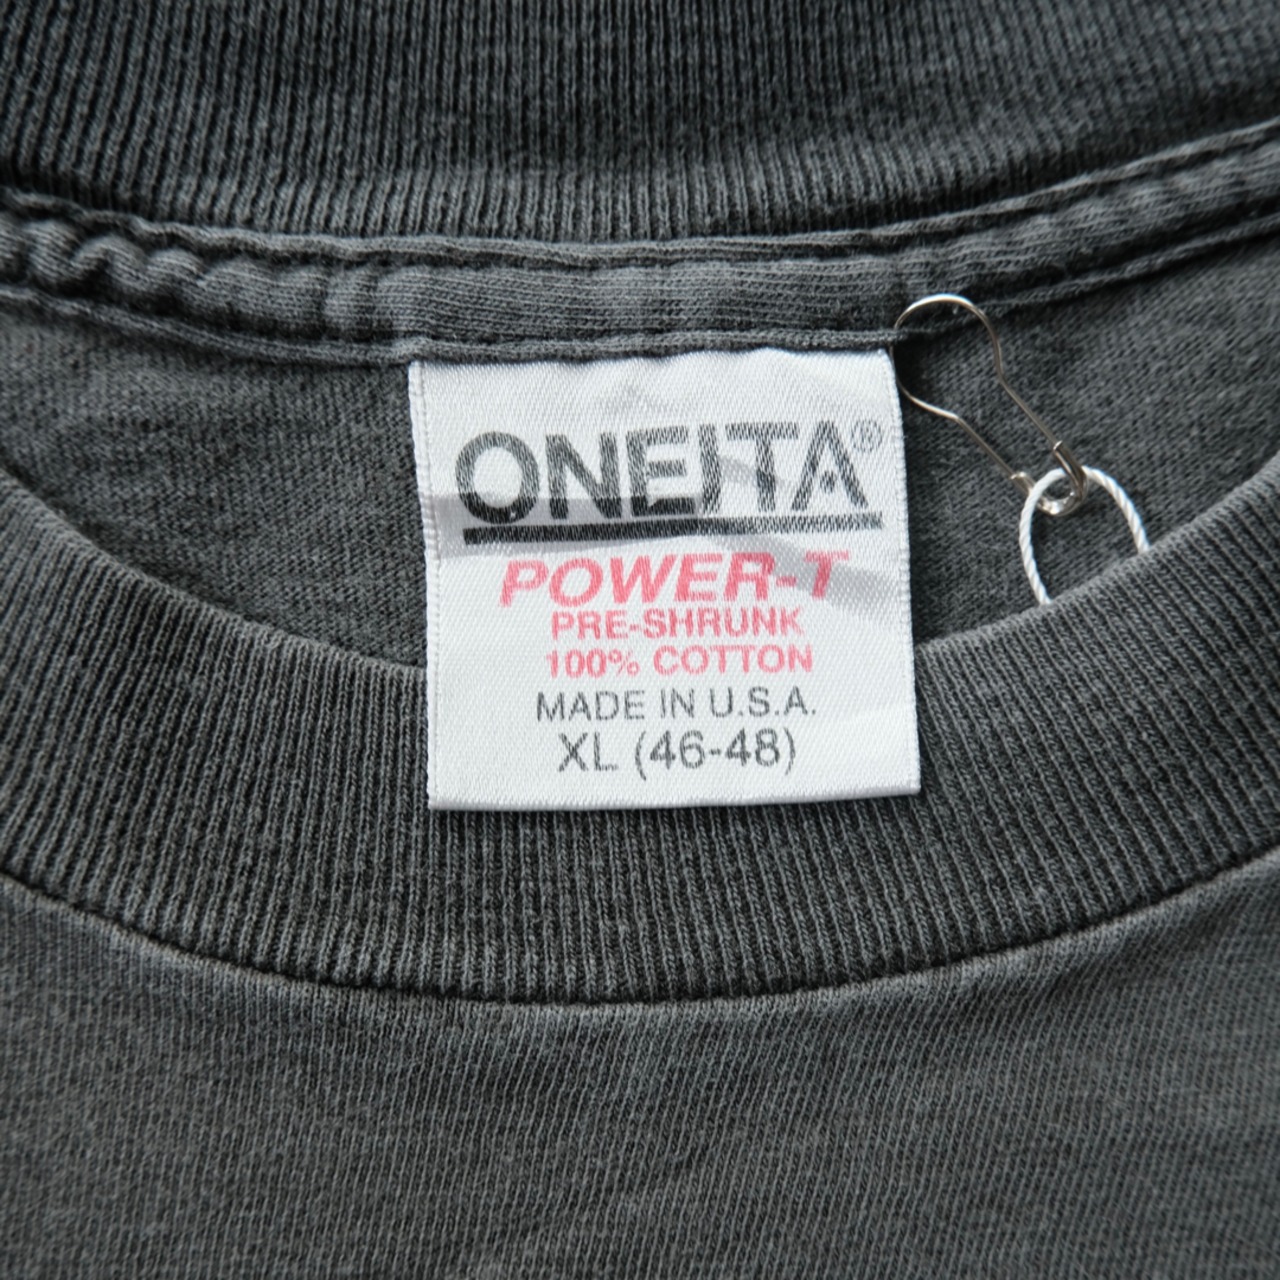 ONEITA®
POWER-T
PRE-SHRUNK
100% COTTON
MADE IN U.S.A.
XL (46-48)